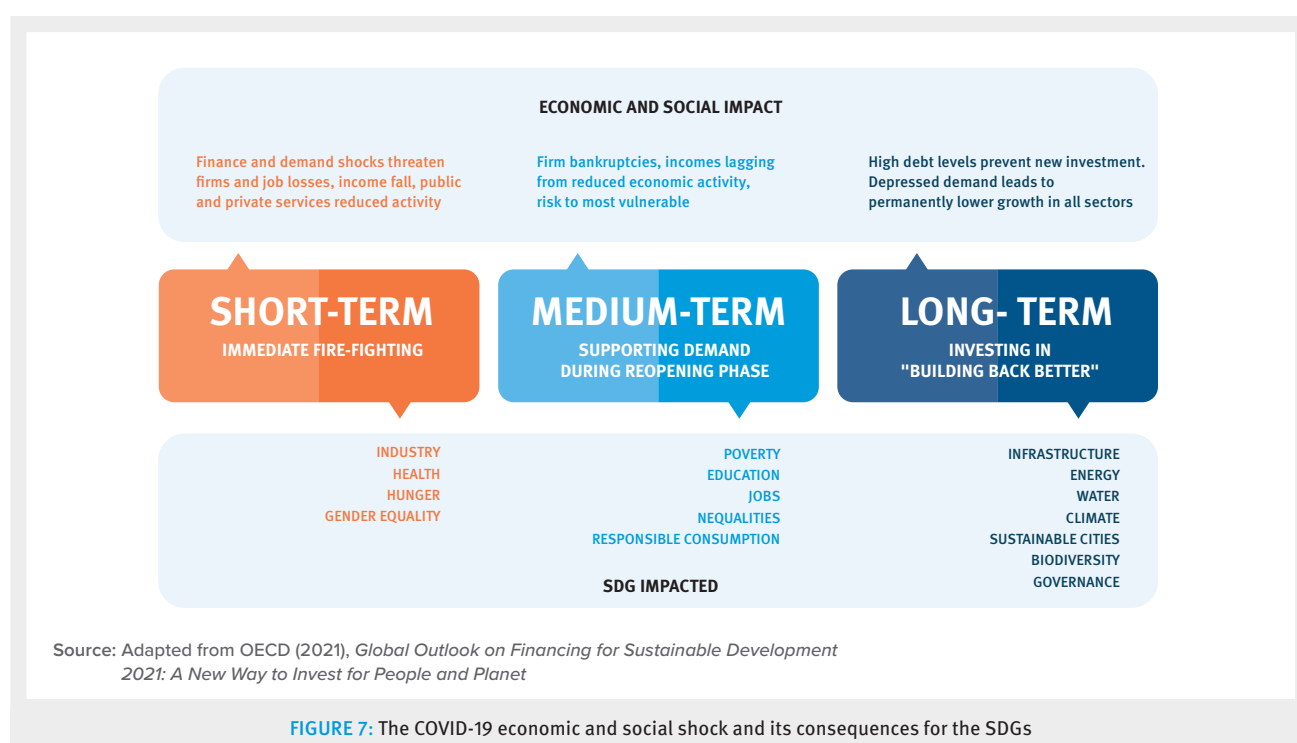 ECONOMIC AND SOCIAL IMPACT
Finance and demand shocks threaten
firms and job losses, income fall, public
and private services reduced activity
Firm bankruptcies, incomes lagging
from reduced economic activity,
risk to most vulnerable
High debt levels prevent new investment.
Depressed demand leads to
permanently lower growth in all sectors
SHORT-TERM
IMMEDIATE FIRE-FIGHTING
MEDIUM-TERM
SUPPORTING DEMAND
DURING REOPENING PHASE
LONG- TERM
INVESTING IN
"BUILDING BACK BETTER"
INDUSTRY
HEALTH
HUNGER
GENDER EQUALITY
POVERTY
EDUCATION
JOBS
NEQUALITIES
RESPONSIBLE CONSUMPTION
INFRASTRUCTURE
ENERGY
WATER
CLIMATE
SUSTAINABLE CITIES
BIODIVERSITY
GOVERNANCE
SDG IMPACTED
Source: Adapted from OECD (2021), Global Outlook on Financing for Sustainable Development
2021: A New Way to Invest for People and Planet
FIGURE 7: The COVID-19 economic and social shock and its consequences for the SDGs